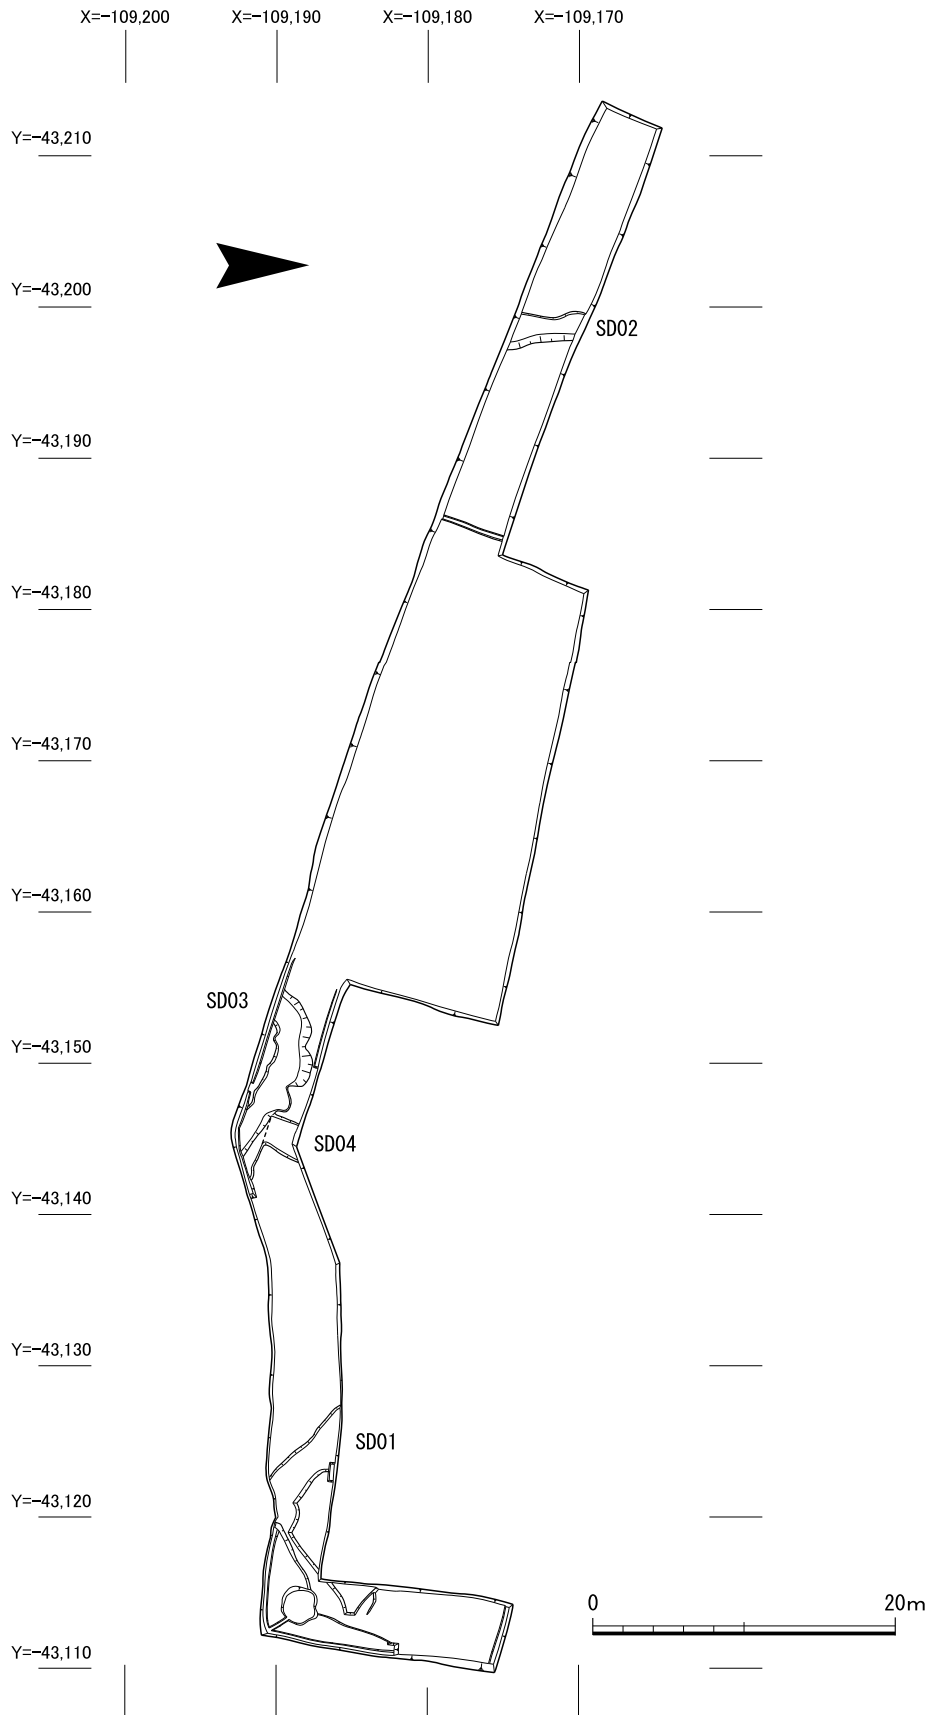 X=-109,200 X=-109,190 X=-109,180 X=-109,170
Y=-43,210
Y=-43,200
SD02
Y=-43,190
Y=-43,180
Y=-43,170
Y=-43,160
SD03
Y=-43,150
SD04
Y=-43,140
Y=-43,130
SD01
Y=-43,120
0 20m
Y=-43,110